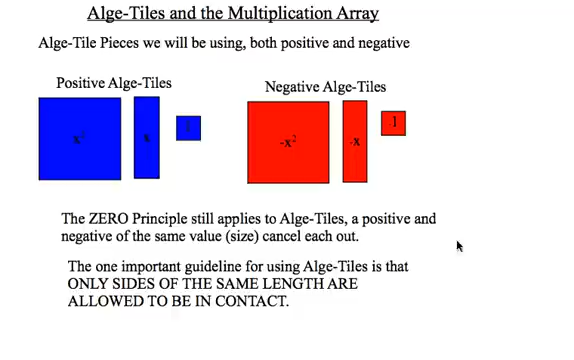 Alge-Tiles and the Multiplication Array
Alge-Tile Pieces we will be using, both positive and negative
Positive Alge-Tiles
Negative Alge-Tiles
x²
x
1
-x²
-x
-1
The ZERO Principle still applies to Alge-Tiles, a positive and
negative of the same value (size) cancel each out.
The one important guideline for using Alge-Tiles is that
ONLY SIDES OF THE SAME LENGTH ARE
ALLOWED TO BE IN CONTACT.